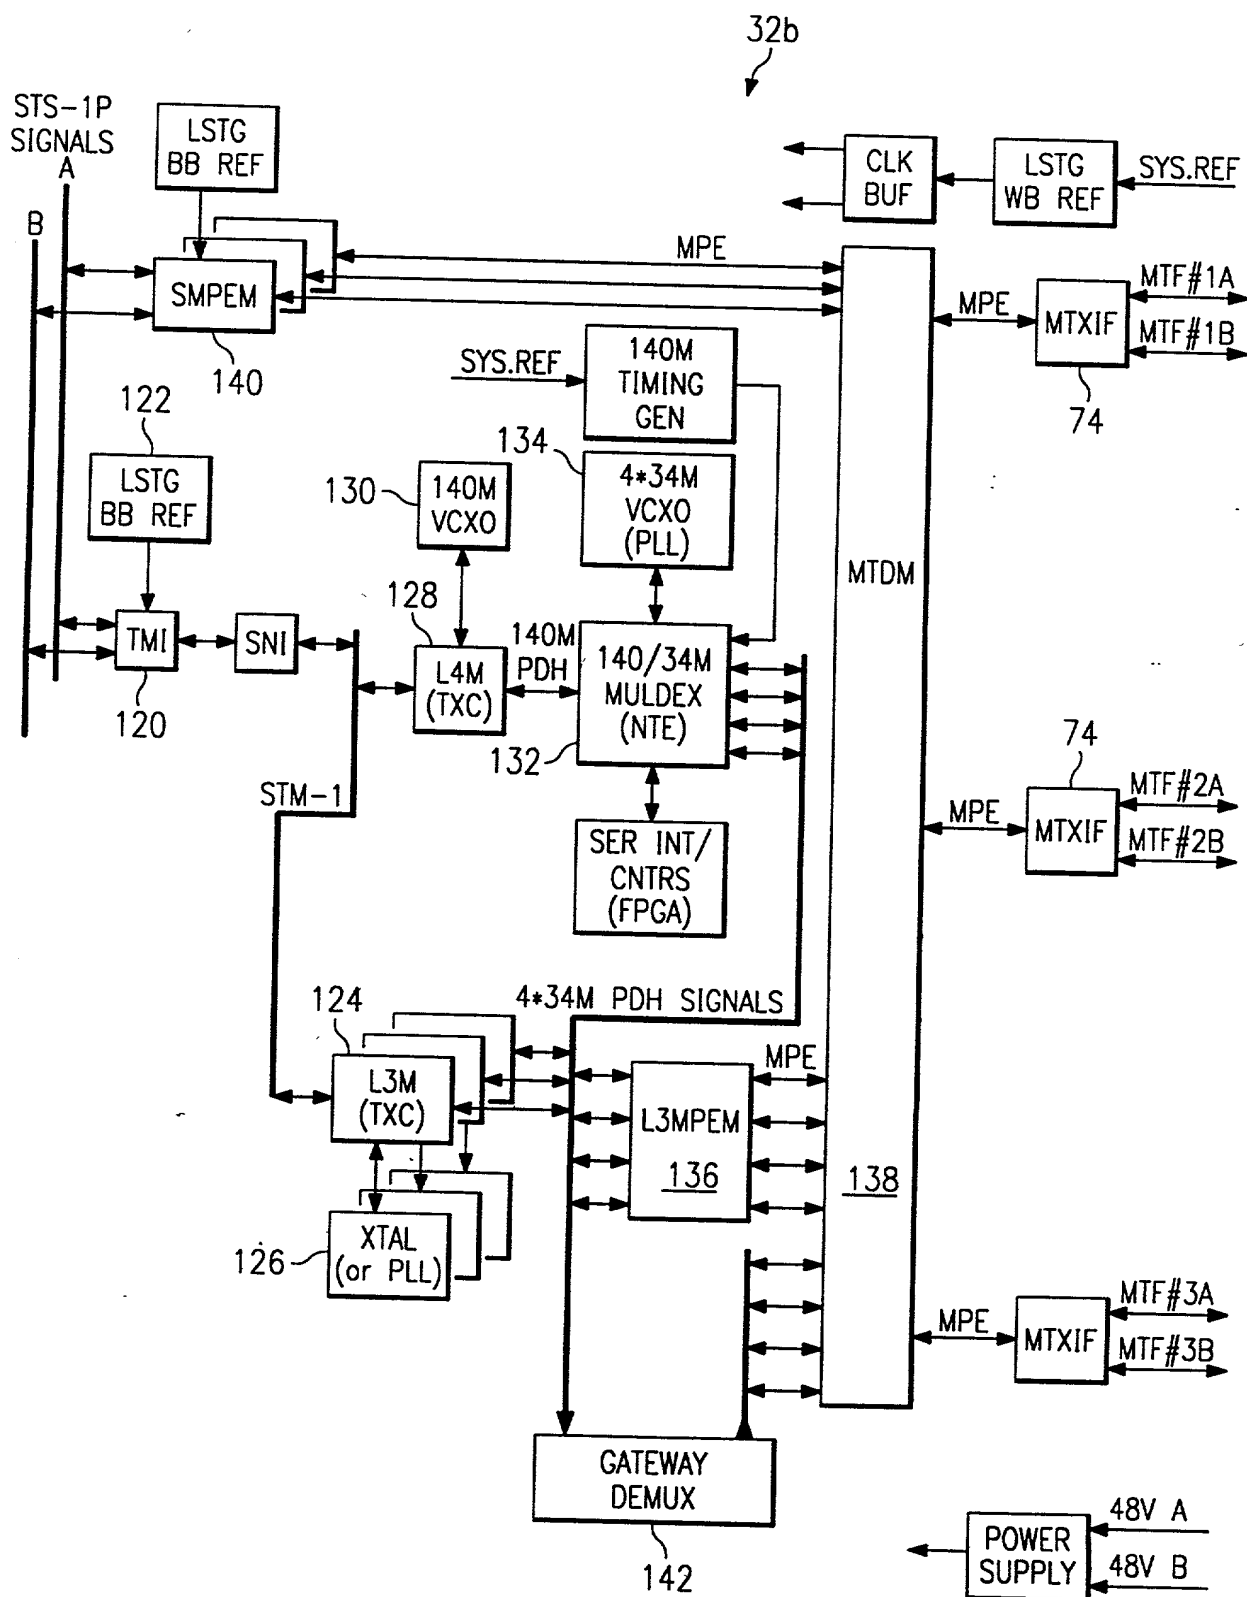 32b
STS-1P
SIGNALS
A
B
LSTG
BB REF
CLK
BUF
LSTG
WB REF
SYS.REF
MPE
SMPEM
140
MTF#1A
MPE
MTXIF
MTF#1B
74
SYS.REF
140M
TIMING
GEN
122
LSTG
BB REF
134
130
140M
VCXO
4*34M
VCXO
(PLL)
MTDM
128
TMI
SNI
120
L4M
(TXC)
140M
PDH
140/34M
MULDEX
(NTE)
132
74
MTF#2A
MPE
MTXIF
MTF#2B
STM-1
SER INT/
CNTRS
(FPGA)
124
4*34M PDH SIGNALS
L3M
(TXC)
MPE
L3MPEM
136
138
126
XTAL
(or PLL)
MTF#3A
MPE
MTXIF
MTF#3B
GATEWAY
DEMUX
142
POWER
SUPPLY
48V A
48V B